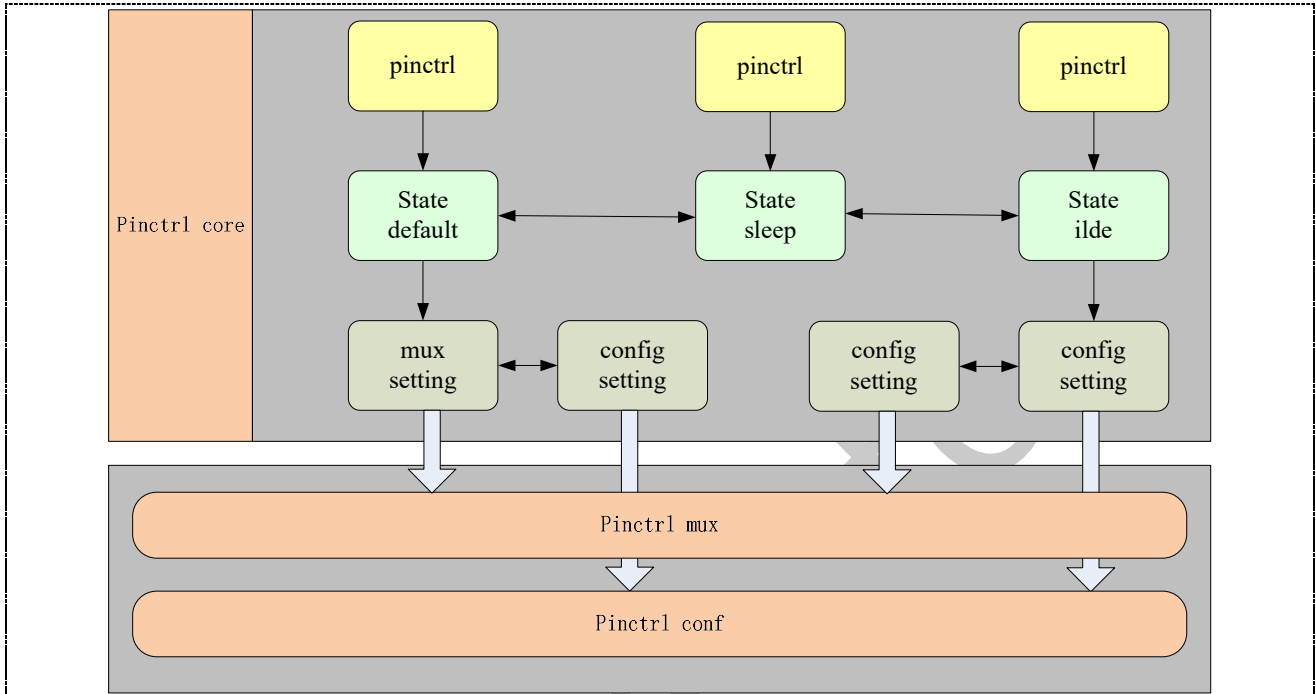 pinctrl
pinctrl
pinctrl
Pinctrl core
State
default
State
sleep
State
ilde
mux
setting
config
setting
config
setting
config
setting
Pinctrl mux
Pinctrl conf